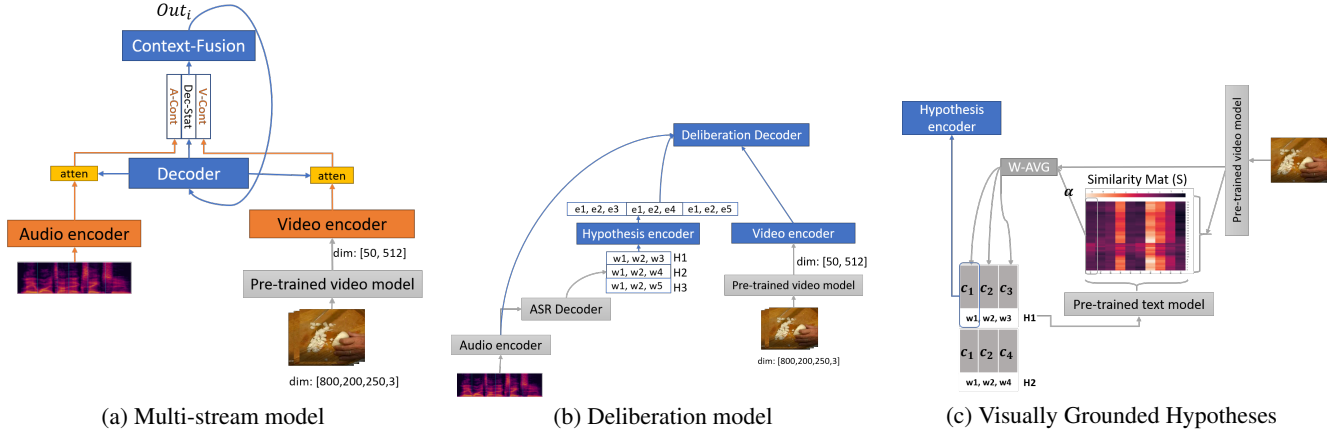 Out_i
Context-Fusion
A-Cont
Dec-Stat
V-Cont
atten
Decoder
atten
Audio encoder
Video encoder
dim: [50, 512]
Pre-trained video model
dim: [800,200,250,3]
(a) Multi-stream model
Deliberation Decoder
e1, e2, e3 e1, e2, e4 e1, e2, e5
Hypothesis encoder
Video encoder
w1, w2, w3 H1
w1, w2, w4 H2
w1, w2, w5 H3
dim: [50, 512]
Pre-trained video model
ASR Decoder
Audio encoder
dim: [800,200,250,3]
(b) Deliberation model
Hypothesis
encoder
W-AVG
α
Similarity Mat (S)
Pre-trained video model
Pre-trained text model
c1 c2 c3
w1, w2, w3 H1
c1 c2 c4
w1, w2, w4 H2
(c) Visually Grounded Hypotheses